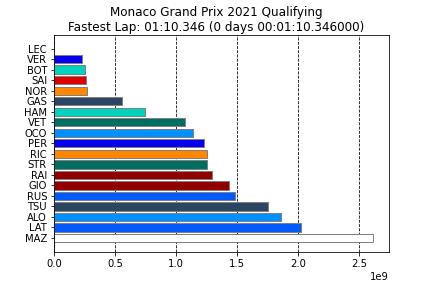 Monaco Grand Prix 2021 Qualifying
Fastest Lap: 01:10.346 (0 days 00:01:10.346000)
LEC
VER
BOT
SAI
NOR
GAS
HAM
VET
OCO
PER
RIC
STR
RAI
GIO
RUS
TSU
ALO
LAT
MAZ
0.0 0.5 1.0 1.5 2.0 2.5
1e9